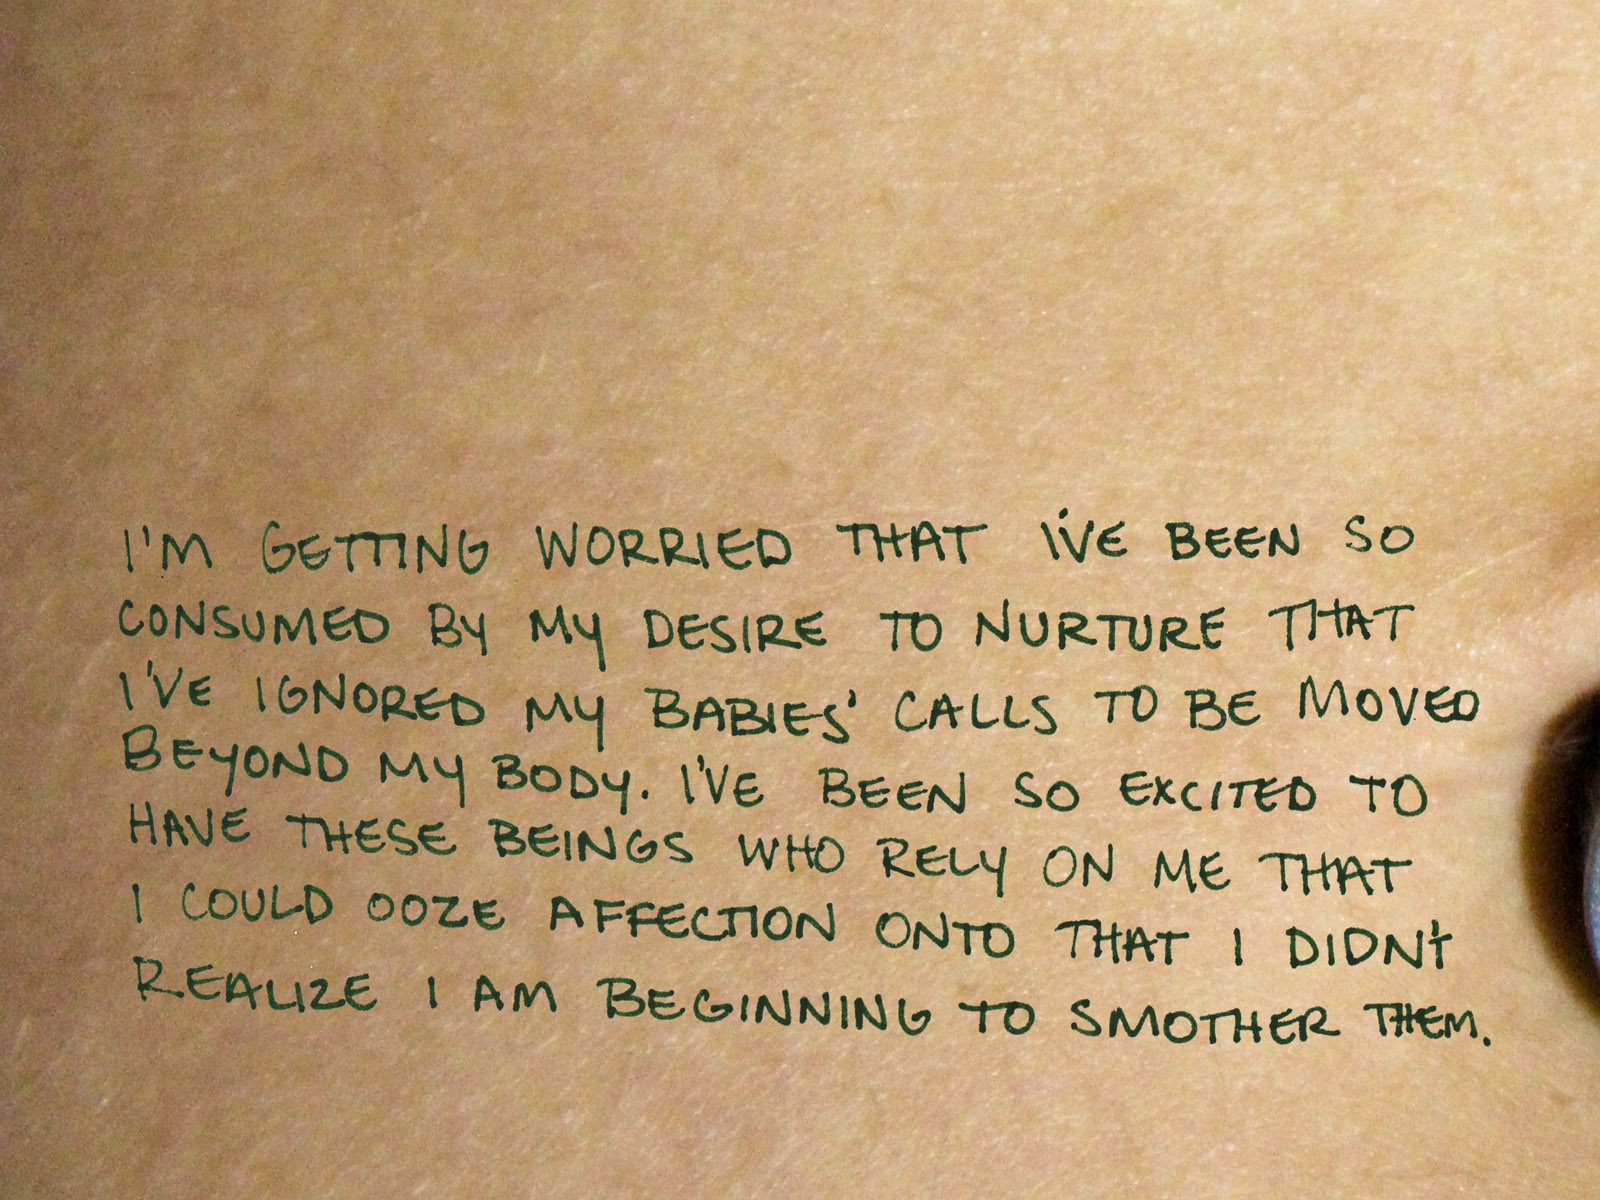 I'M GETTING WORRIED THAT I'VE BEEN SO
CONSUMED BY MY DESIRE TO NURTURE THAT
I'VE IGNORED MY BABIES' CALLS TO BE MOVED
BEYOND MY BODY. I'VE BEEN SO EXCITED TO
HAVE THESE BEINGS WHO RELY ON ME THAT
I COULD OOZE AFFECTION ONTO THAT I DIDN'T
REALIZE I AM BEGINNING TO SMOTHER THEM.